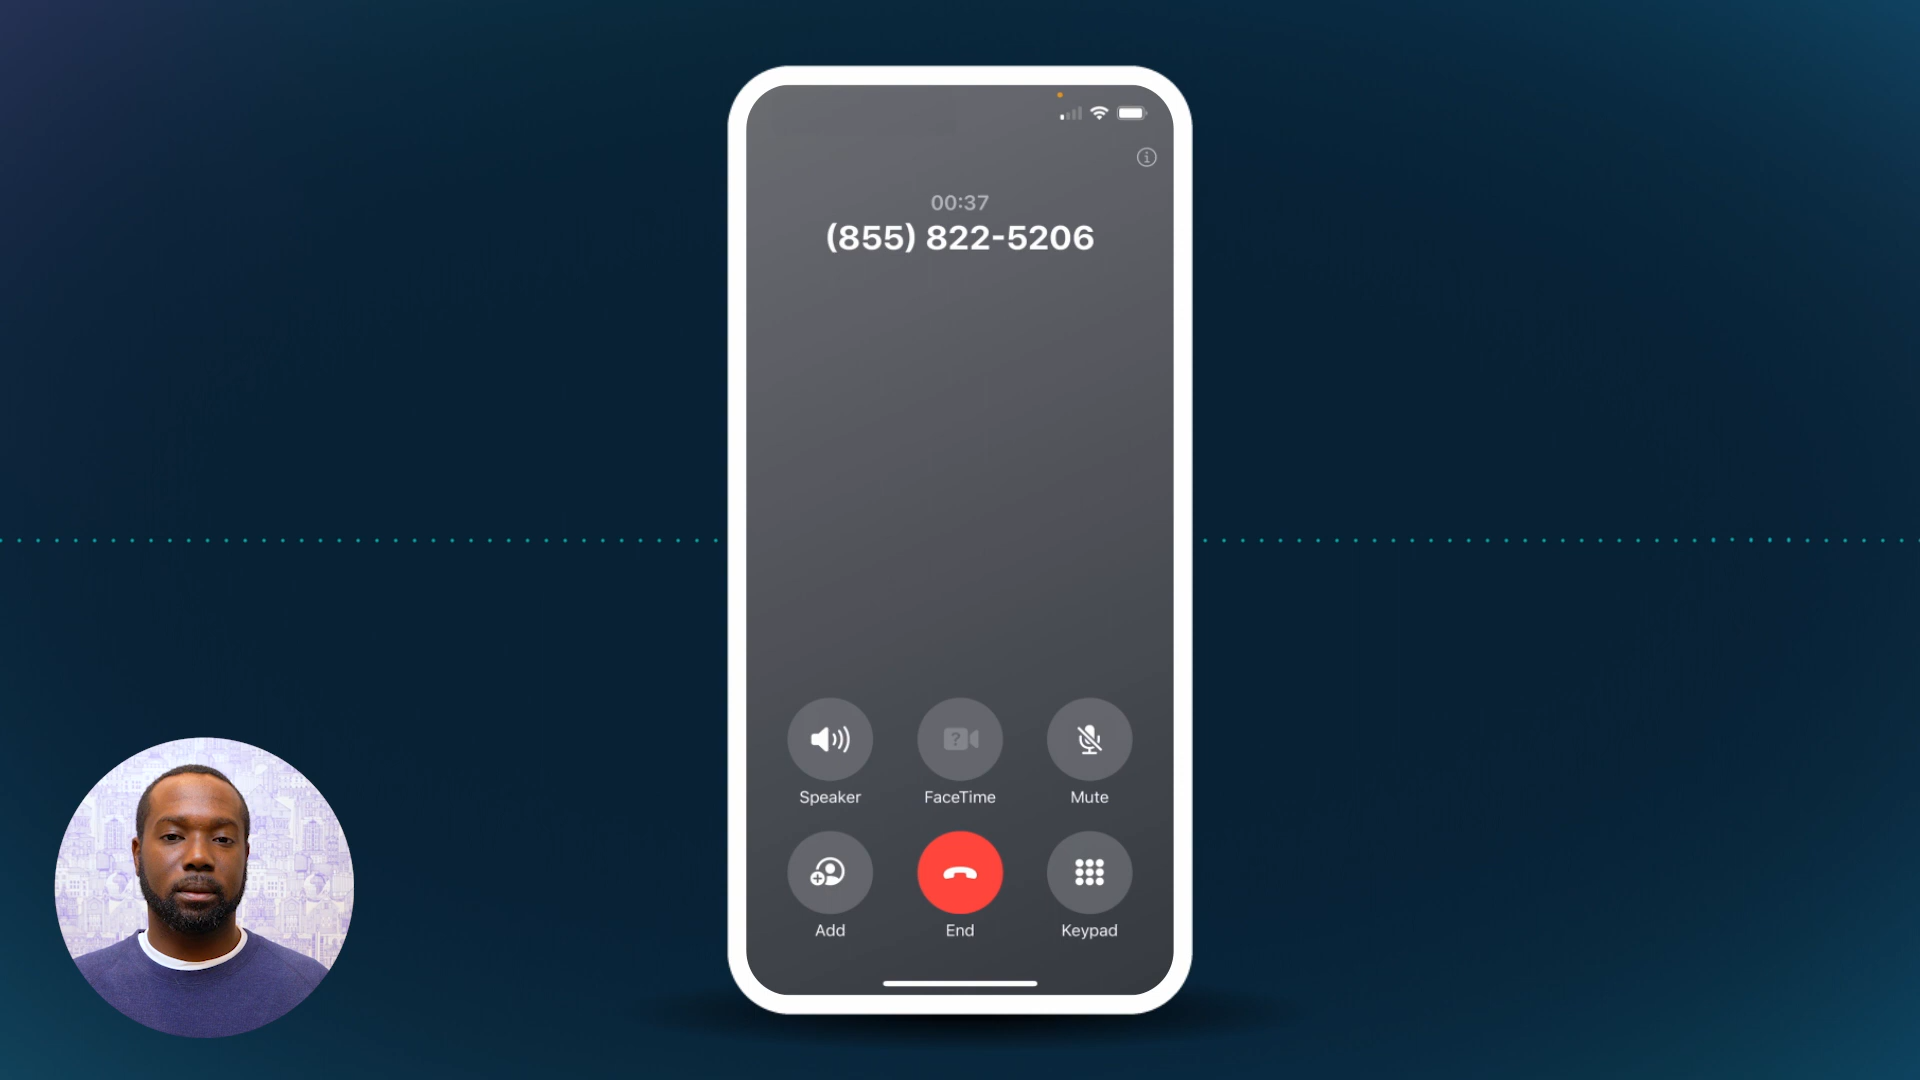 00:37
(855) 822-5206
Speaker
FaceTime
Mute
Add
End
Keypad